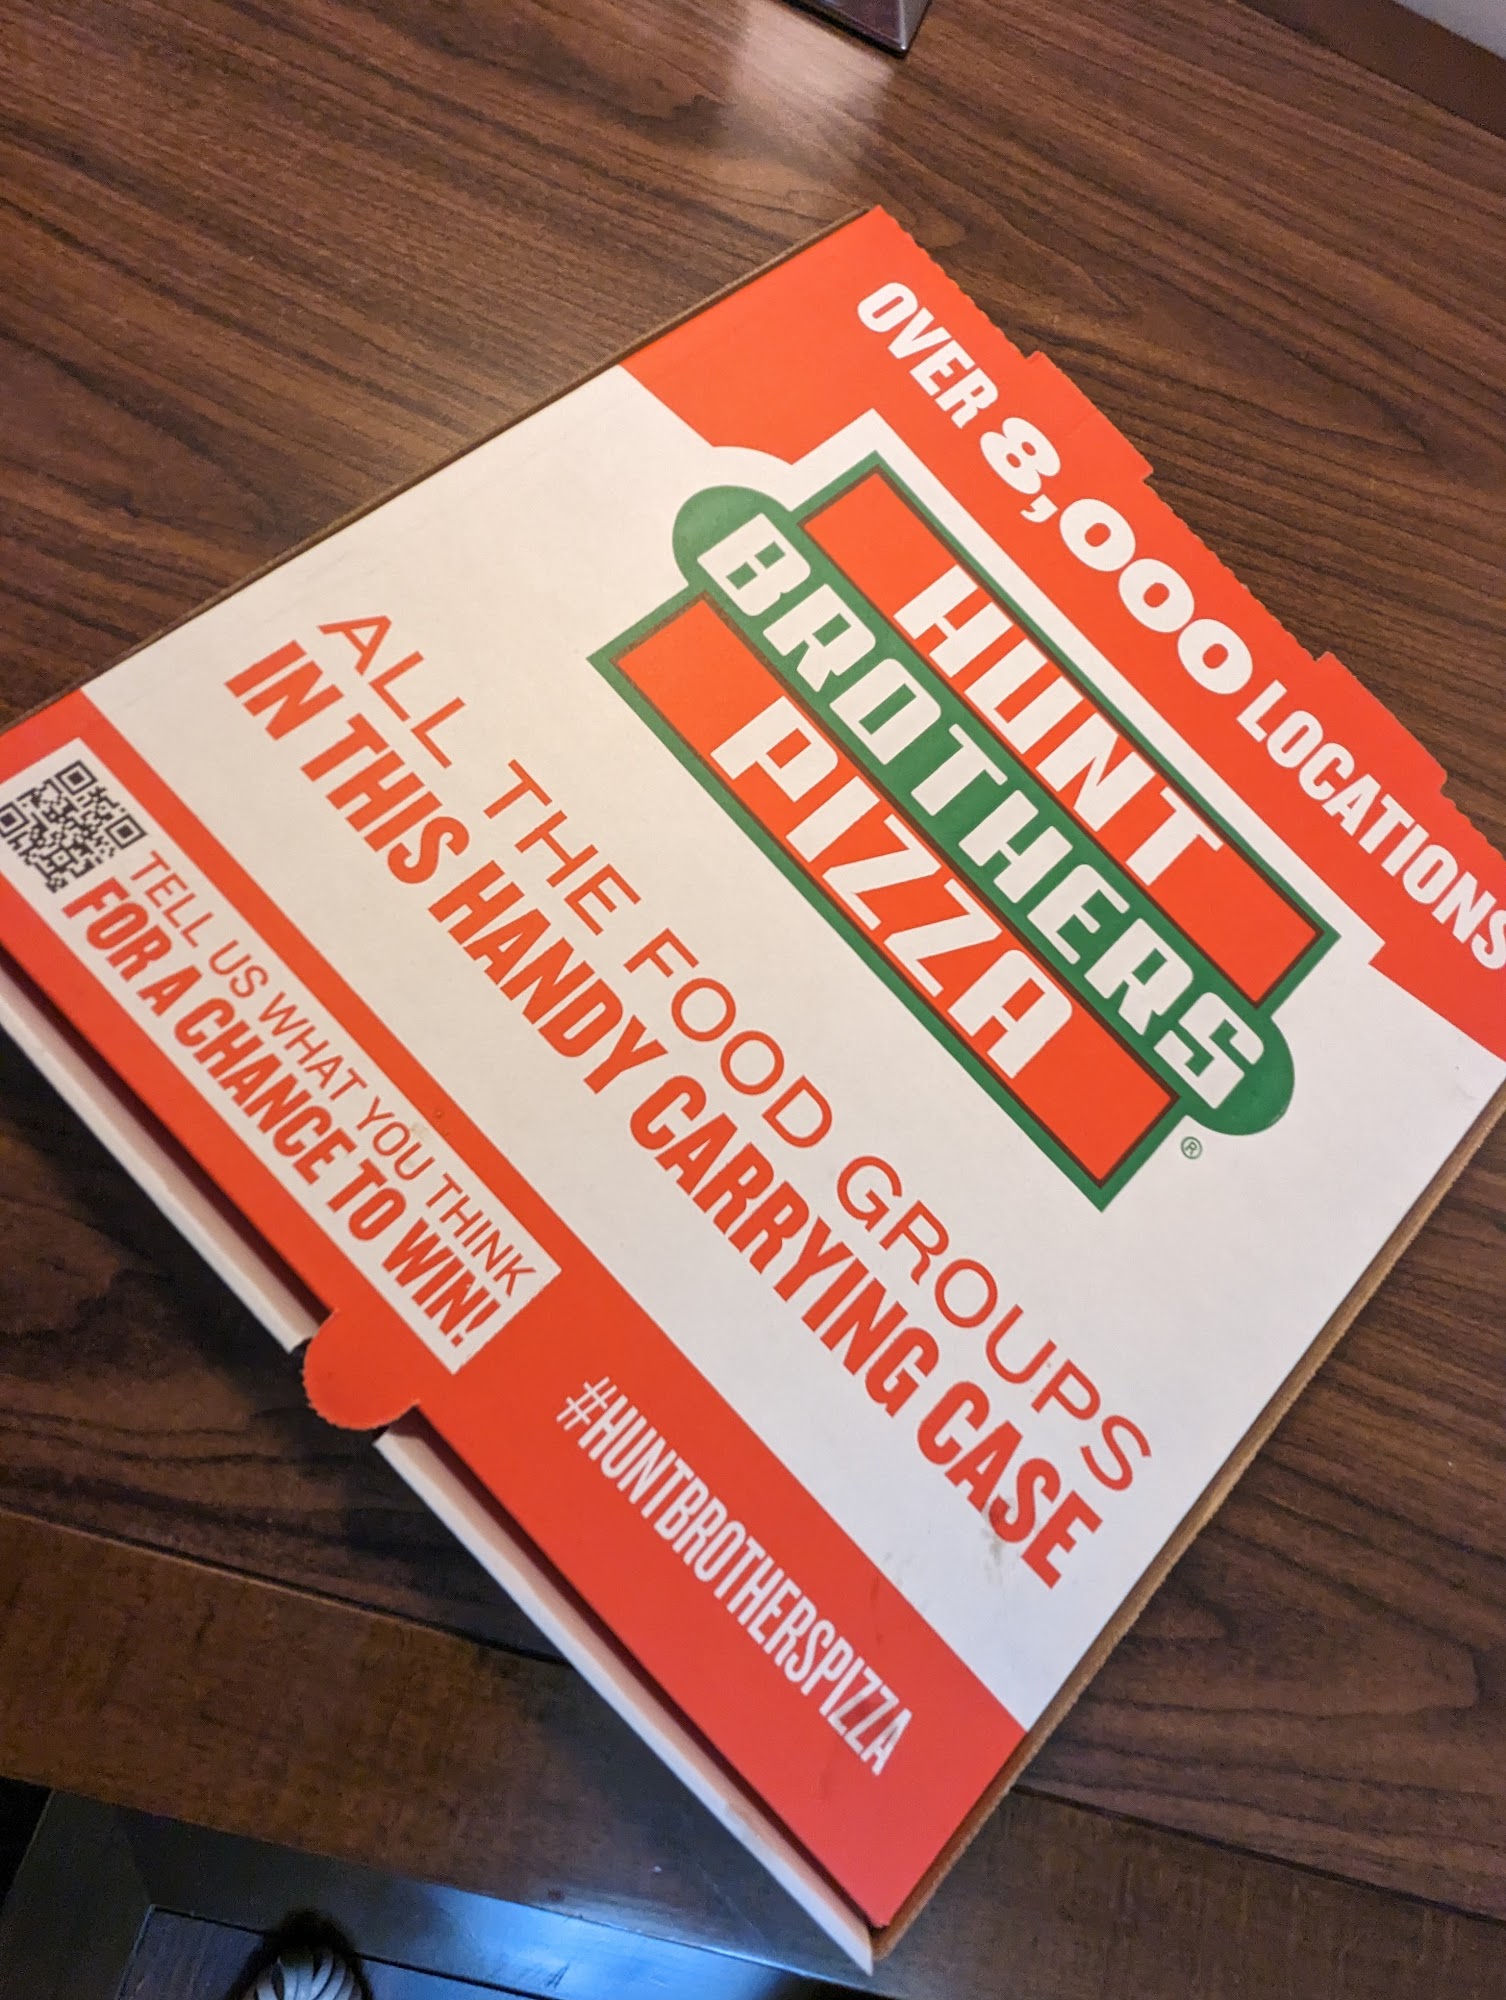 OVER 8,000 LOCATIONS
HUNT
BROTHERS
PIZZA
®
ALL THE FOOD GROUPS
IN THIS HANDY CARRYING CASE
TELL US WHAT YOU THINK
FOR A CHANCE TO WIN!
#HUNTBROTHERSPIZZA